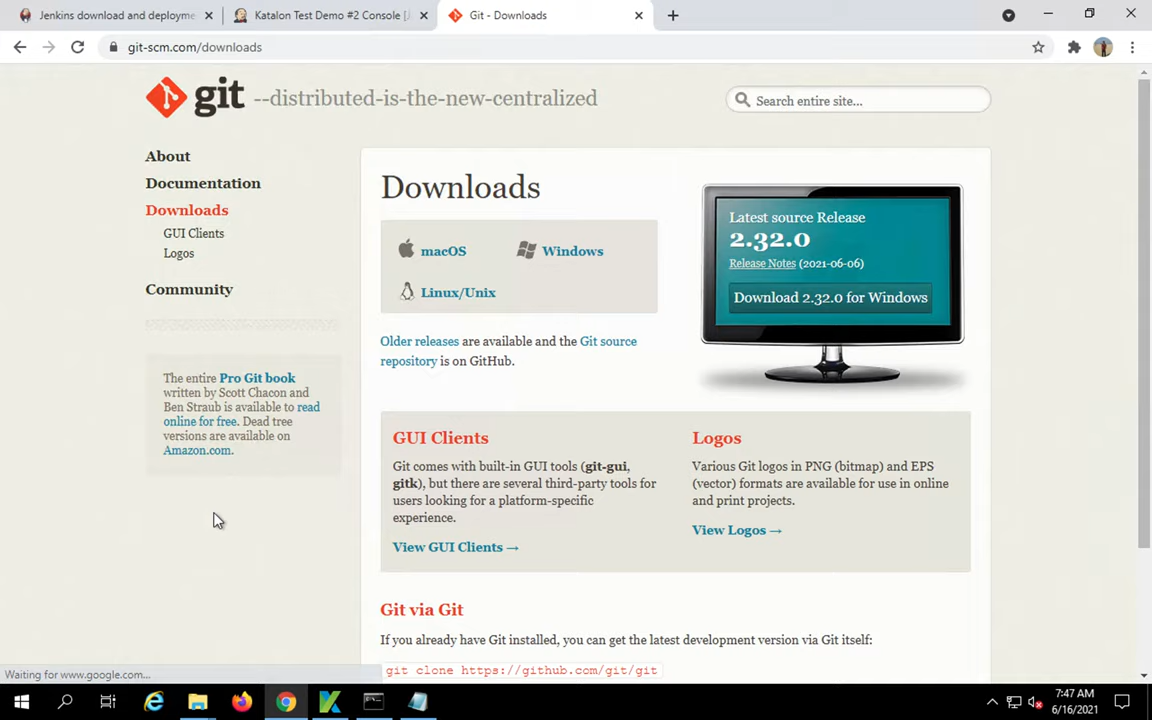 Jenkins download and deployme
Katalon Test Demo #2 Console [
Git - Downloads
git-scm.com/downloads
git --distributed-is-the-new-centralized
Search entire site...
About
Documentation
Downloads
GUI Clients
Logos
Community
The entire Pro Git book
written by Scott Chacon and
Ben Straub is available to read
online for free. Dead tree
versions are available on
Amazon.com.
Downloads
macOS
Windows
Linux/Unix
Older releases are available and the Git source
repository is on GitHub.
Latest source Release
2.32.0
Release Notes (2021-06-06)
Download 2.32.0 for Windows
GUI Clients
Git comes with built-in GUI tools (git-gui,
gitk), but there are several third-party tools for
users looking for a platform-specific
experience.
View GUI Clients →
Logos
Various Git logos in PNG (bitmap) and EPS
(vector) formats are available for use in online
and print projects.
View Logos →
Git via Git
If you already have Git installed, you can get the latest development version via Git itself:
git clone https://github.com/git/git
Waiting for www.google.com...
7:47 AM
6/16/2021